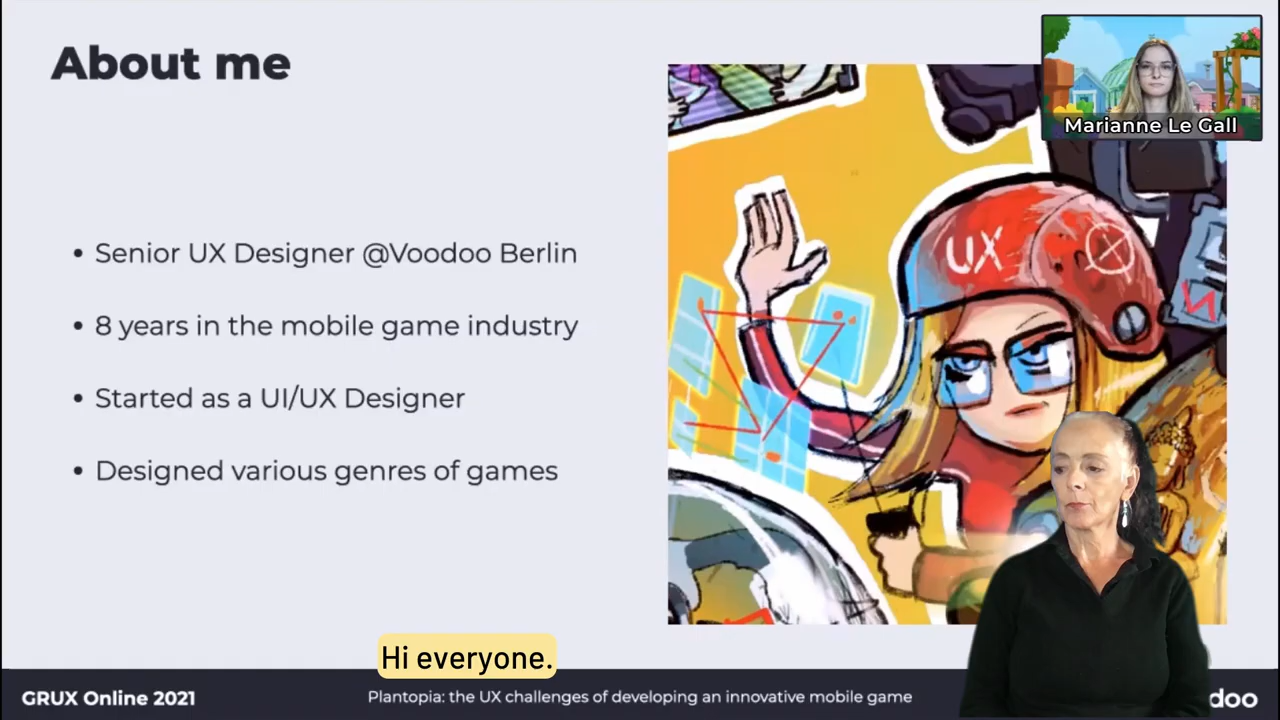 About me
Marianne Le Gall
UX
• Senior UX Designer @Voodoo Berlin
• 8 years in the mobile game industry
• Started as a UI/UX Designer
• Designed various genres of games
Hi everyone.
GRUX Online 2021
Plantopia: the UX challenges of developing an innovative mobile game
doo